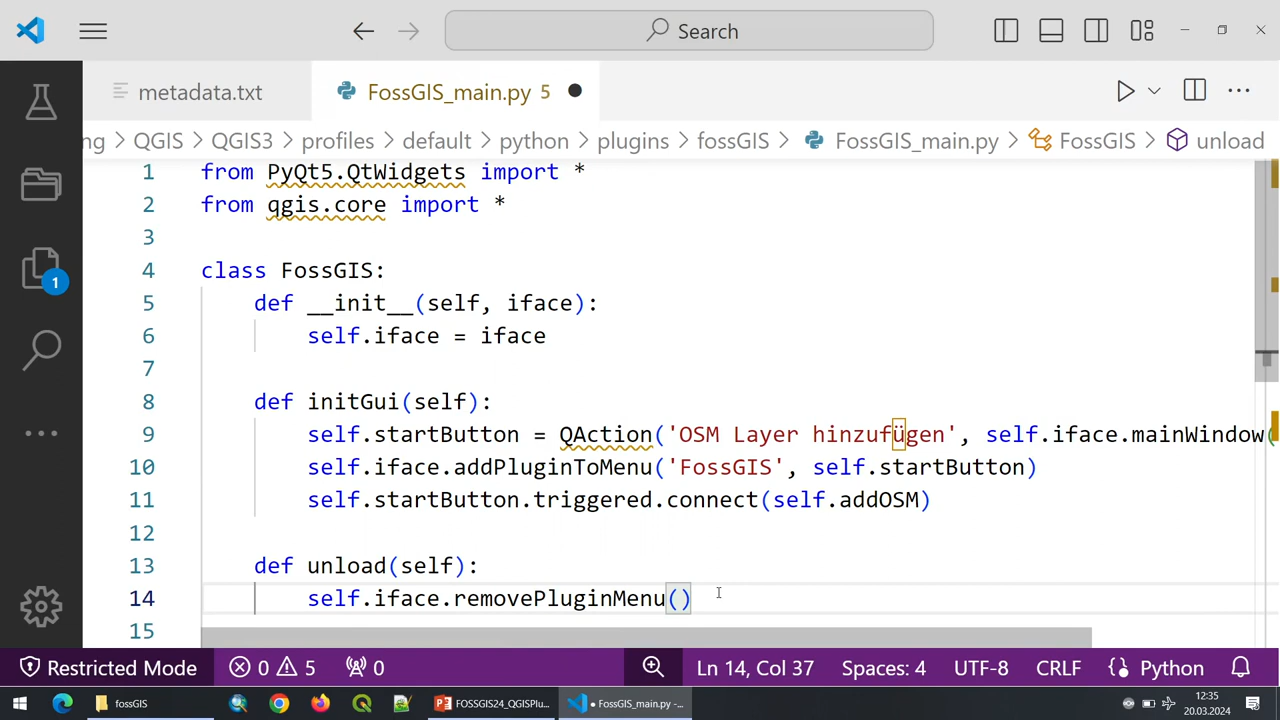 Search
metadata.txt
FossGIS_main.py 5
ng > QGIS > QGIS3 > profiles > default > python > plugins > fossGIS > FossGIS_main.py > FossGIS > unload
1 from PyQt5.QtWidgets import *
2 from qgis.core import *
3
4 class FossGIS:
5 def __init__(self, iface):
6 self.iface = iface
7
8 def initGui(self):
9 self.startButton = QAction('OSM Layer hinzufügen', self.iface.mainWindow(
10 self.iface.addPluginToMenu('FossGIS', self.startButton)
11 self.startButton.triggered.connect(self.addOSM)
12
13 def unload(self):
14 self.iface.removePluginMenu()
15
1
Restricted Mode 0 5 0 Ln 14, Col 37 Spaces: 4 UTF-8 CRLF Python
fossGIS
FOSSGIS24_QGISPlu...
● FossGIS_main.py -...
12:35
20.03.2024